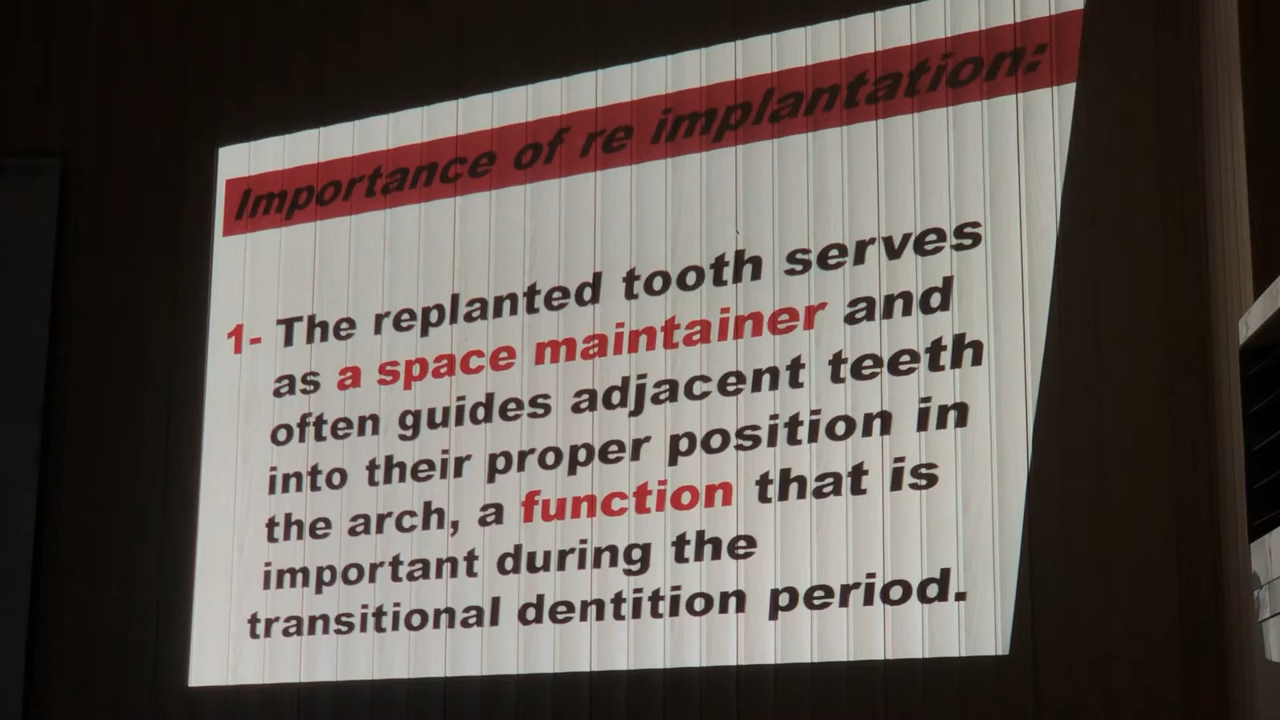 Importance of re implantation:
1- The replanted tooth serves
as a space maintainer and
often guides adjacent teeth
into their proper position in
the arch, a function that is
important during the
transitional dentition period.